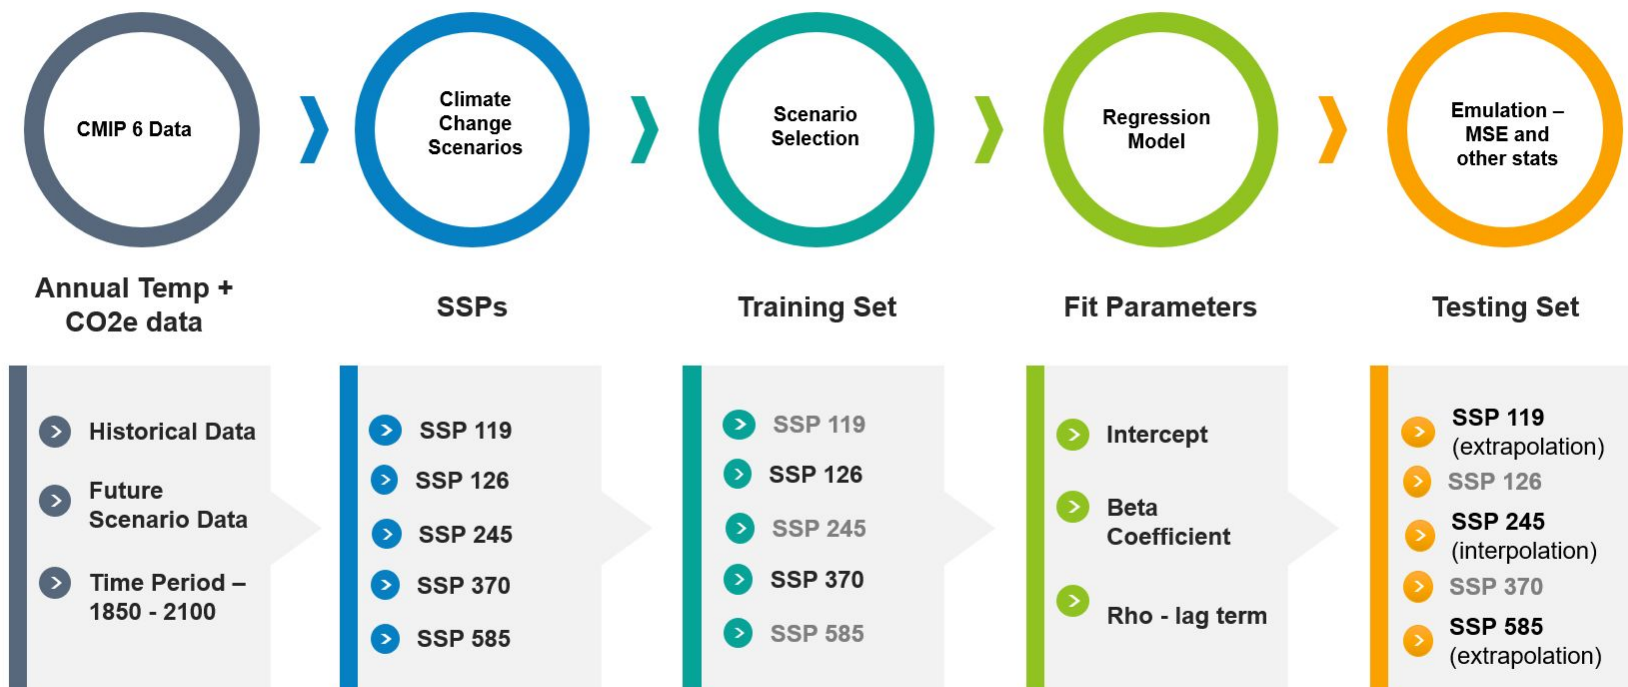 CMIP 6 Data
Climate
Change
Scenarios
Scenario
Selection
Regression
Model
Emulation –
MSE and
other stats
Annual Temp +
CO2e data
SSPs
Training Set
Fit Parameters
Testing Set
Historical Data
Future
Scenario Data
Time Period –
1850 - 2100
SSP 119
SSP 126
SSP 245
SSP 370
SSP 585
SSP 119
SSP 126
SSP 245
SSP 370
SSP 585
Intercept
Beta
Coefficient
Rho - lag term
SSP 119
(extrapolation)
SSP 126
SSP 245
(interpolation)
SSP 370
SSP 585
(extrapolation)